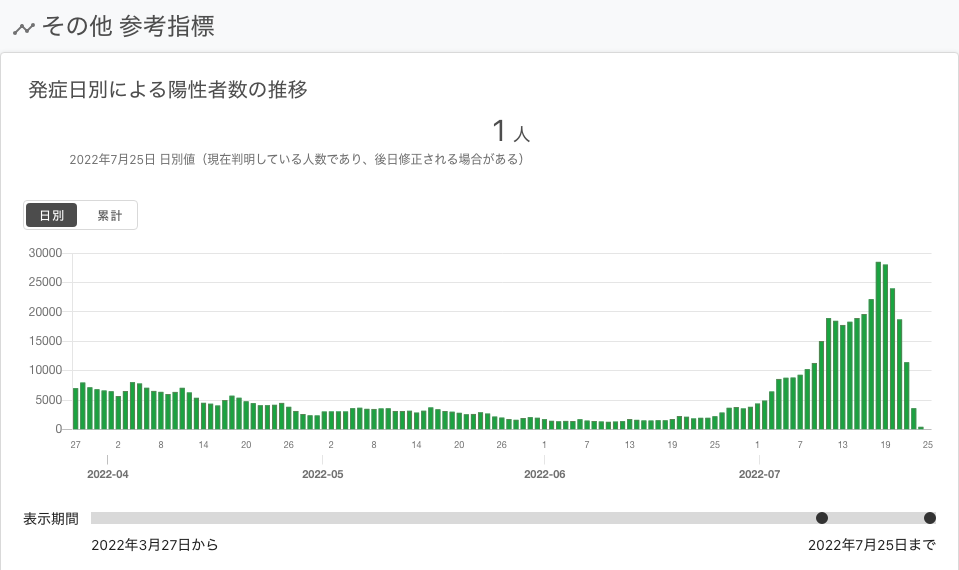 その他 参考指標
発症日別による陽性者数の推移
1 人
2022年7月25日 日別値（現在判明している人数であり、後日修正される場合がある）
日別 累計
30000
25000
20000
15000
10000
5000
0
27 2 8 14 20 26 2 8 14 20 26 1 7 13 19 25 1 7 13 19 25
2022-04 2022-05 2022-06 2022-07
表示期間
2022年3月27日から 2022年7月25日まで